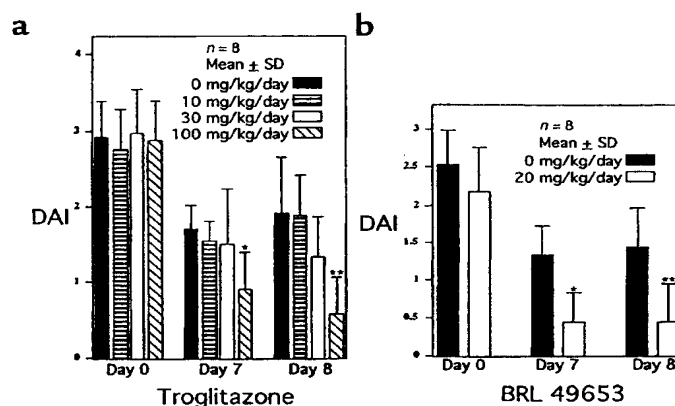 a
n = 8
Mean ± SD
0 mg/kg/day
10 mg/kg/day
30 mg/kg/day
100 mg/kg/day
4
3
2
1
0
DAI
*
**
Day 0
Day 7
Day 8
Troglitazone
b
n = 8
Mean ± SD
0 mg/kg/day
20 mg/kg/day
3
2.5
2
1.5
1
0.5
0
DAI
*
**
Day 0
Day 7
Day 8
BRL 49653